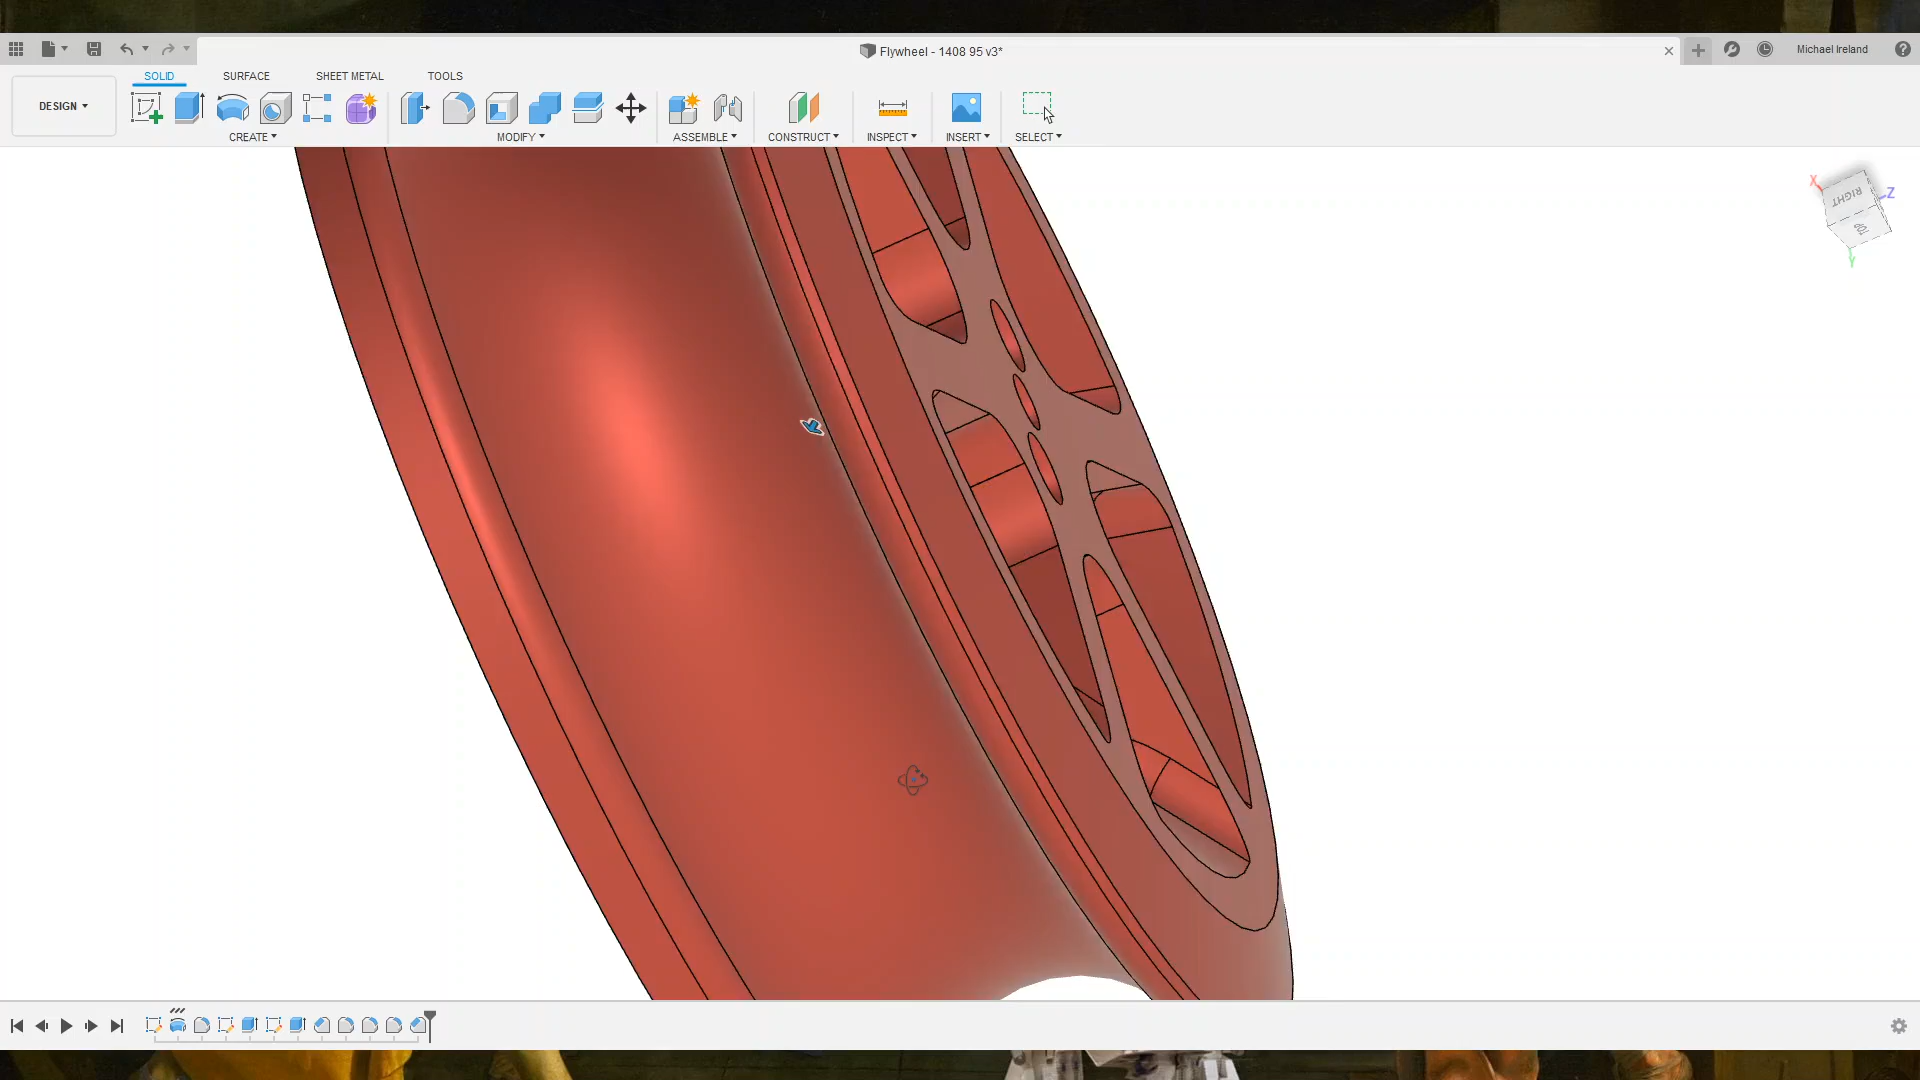 Flywheel - 1408 95 v3*
Michael Ireland
SOLID
SURFACE
SHEET METAL
TOOLS
DESIGN
CREATE
MODIFY
ASSEMBLE
CONSTRUCT
INSPECT
INSERT
SELECT
X
RIGHT
Z
TOP
Y